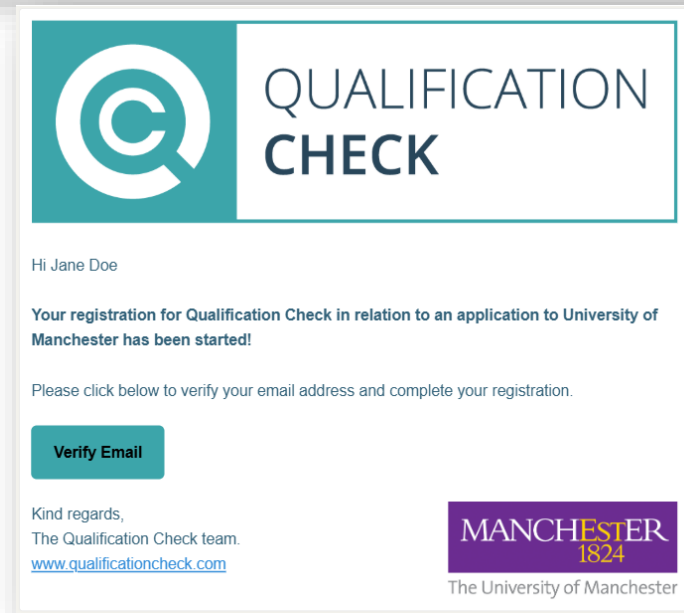 QUALIFICATION
CHECK
Hi Jane Doe
Your registration for Qualification Check in relation to an application to University of
Manchester has been started!
Please click below to verify your email address and complete your registration.
Verify Email
Kind regards,
The Qualification Check team.
www.qualificationcheck.com
MANCHESTER
1824
The University of Manchester